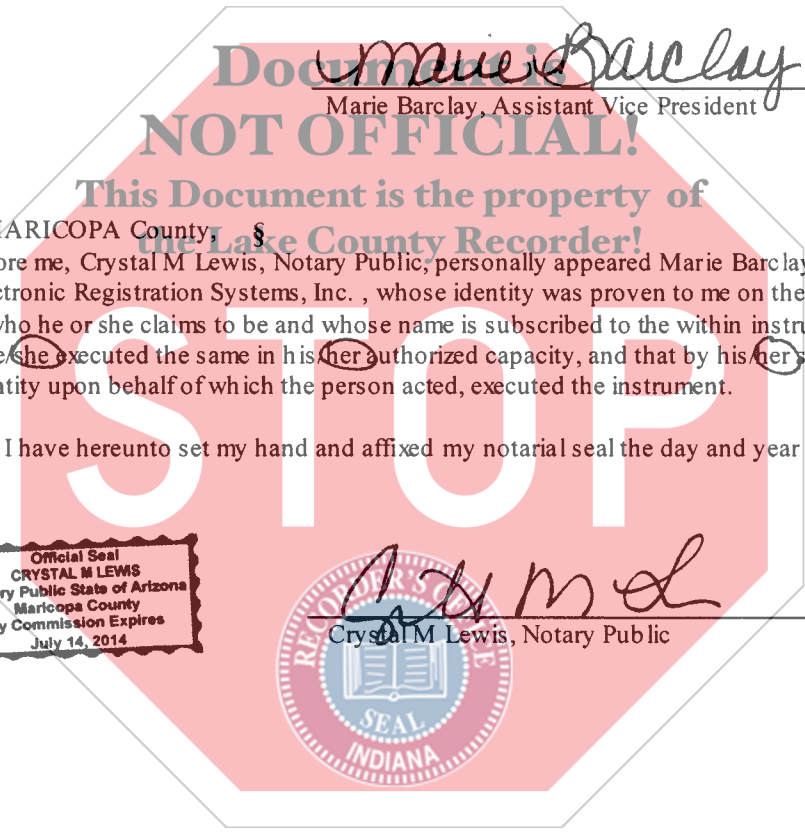 Marie Barclay
Document is
Marie Barclay, Assistant Vice President
NOT OFFICIAL!
This Document is the property of
the Lake County Recorder!
MARICOPA County, §
ore me, Crystal M Lewis, Notary Public, personally appeared Marie Barclay
ctronic Registration Systems, Inc. , whose identity was proven to me on the
who he or she claims to be and whose name is subscribed to the within instru
e/she executed the same in his/her authorized capacity, and that by his/her s
ntity upon behalf of which the person acted, executed the instrument.
I have hereunto set my hand and affixed my notarial seal the day and year
STOP
Official Seal
CRYSTAL M LEWIS
ry Public State of Arizona
Maricopa County
y Commission Expires
July 14, 2014
Crystal M Lewis, Notary Public
RECORDER'S OFFICE
SEAL
INDIANA